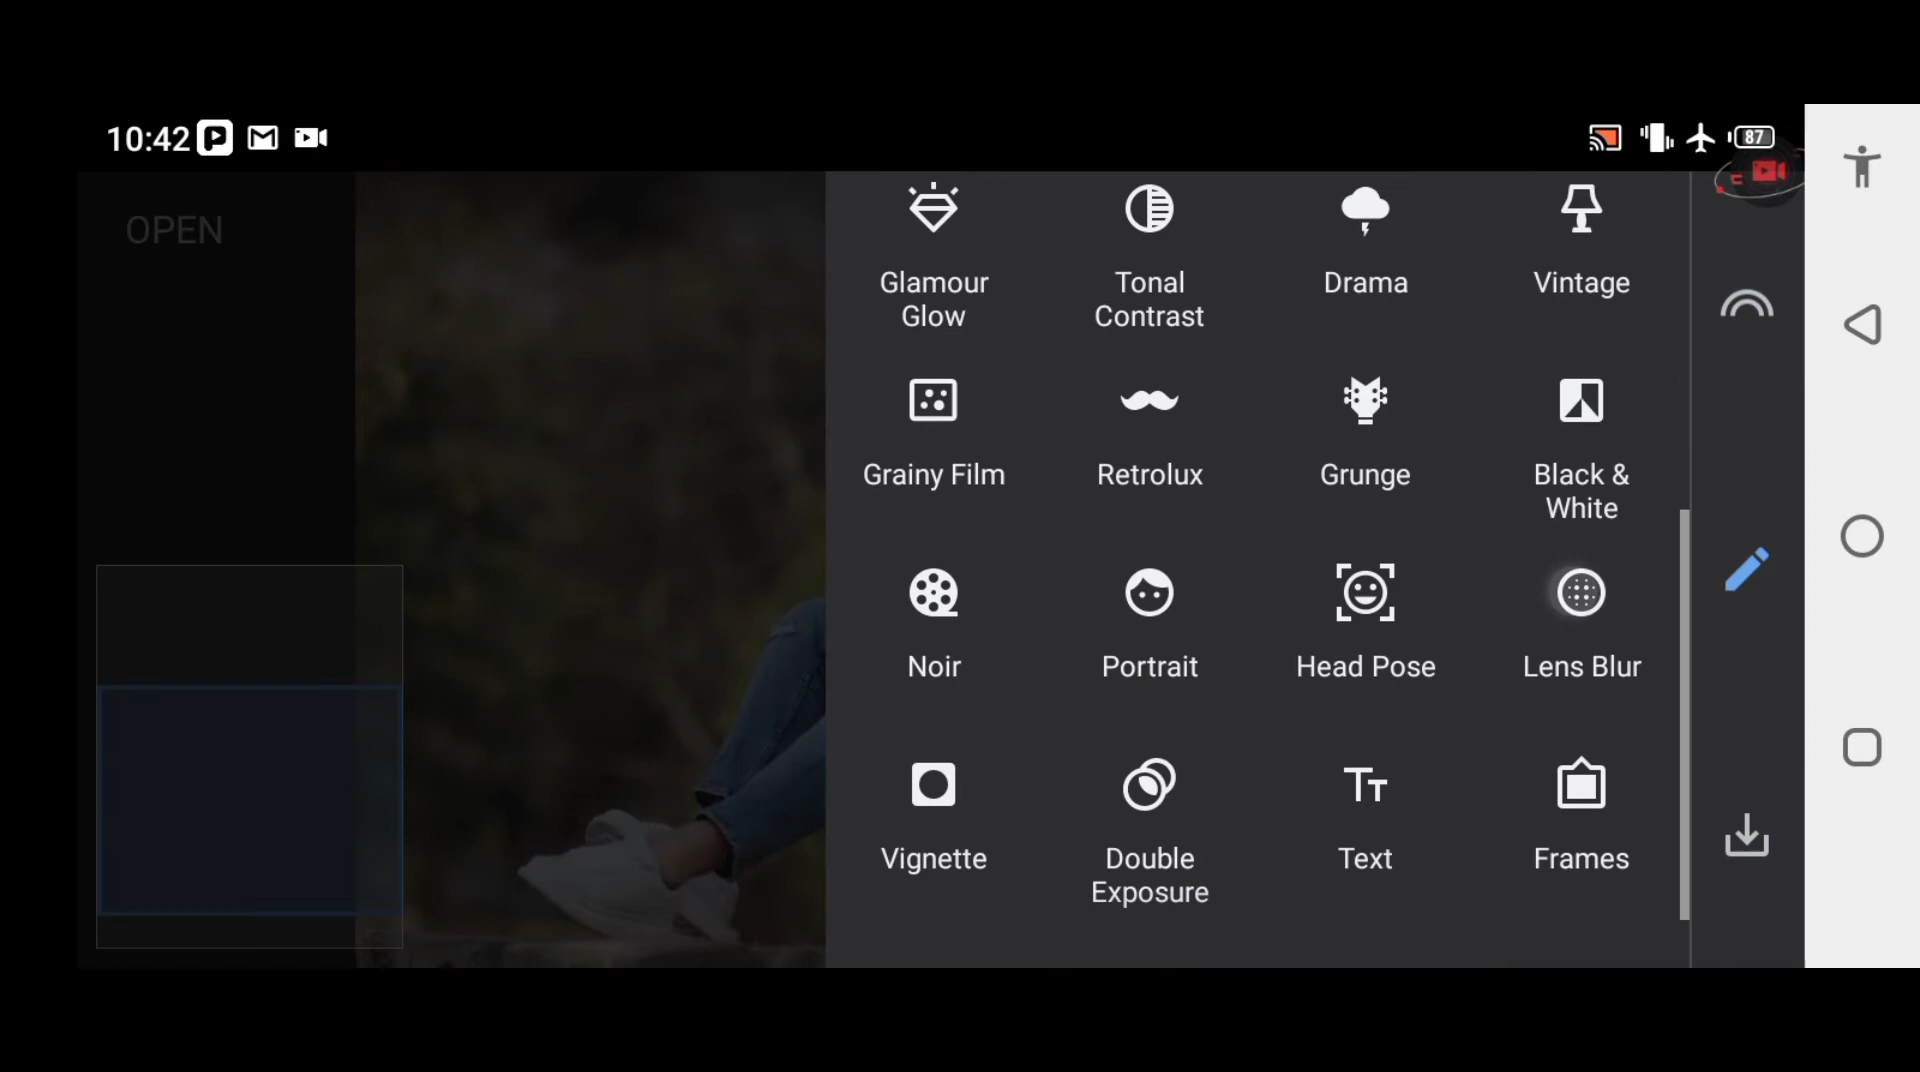 10:42
87
OPEN
Glamour
Glow
Tonal
Contrast
Drama
Vintage
Grainy Film
Retrolux
Grunge
Black &
White
Noir
Portrait
Head Pose
Lens Blur
Vignette
Double
Exposure
Text
Frames